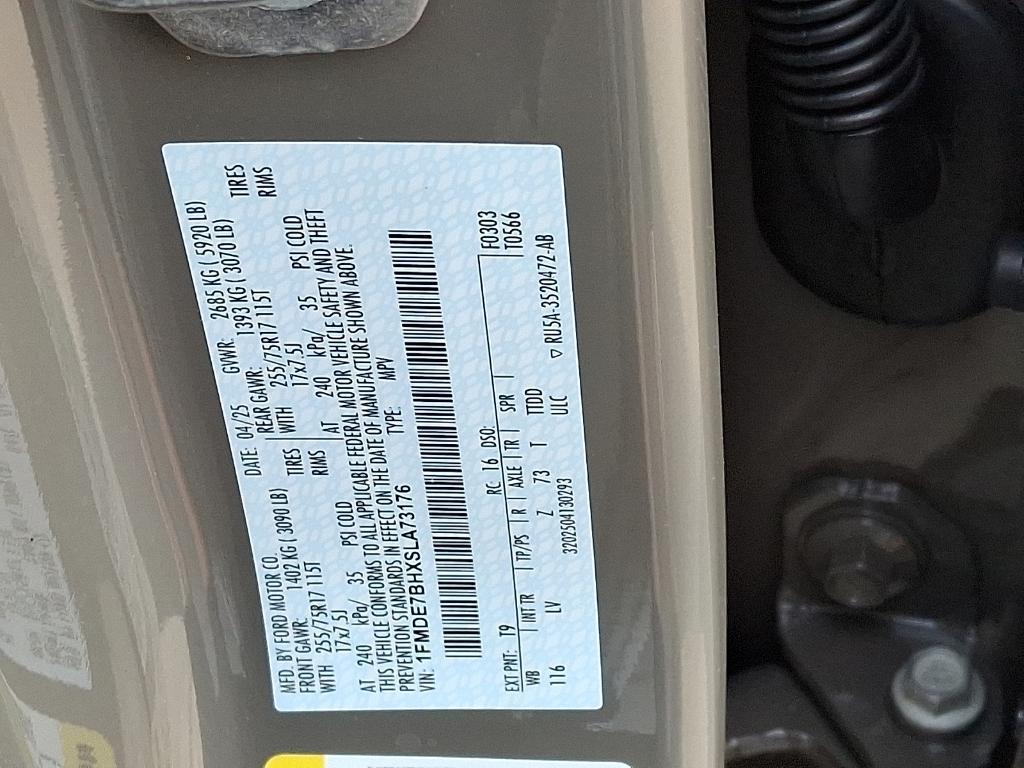 MFD. BY FORD MOTOR CO. DATE: 04/25 GVWR: 2685 KG ( 5920 LB)
FRONT GAWR: 1402 KG ( 3090 LB) REAR GAWR: 1393 KG ( 3070 LB)
WITH 255/75R17 115T TIRES WITH 255/75R17 115T TIRES
17x7.5J RIMS 17x7.5J RIMS
AT 240 kPa/ 35 PSI COLD AT 240 kPa/ 35 PSI COLD
THIS VEHICLE CONFORMS TO ALL APPLICABLE FEDERAL MOTOR VEHICLE SAFETY AND THEFT
PREVENTION STANDARDS IN EFFECT ON THE DATE OF MANUFACTURE SHOWN ABOVE.
VIN: 1FMDE7BHXSLA73176 TYPE: MPV
EXT PNT: T9 RC: 16 DSO: F0303
WB INT TR TP/PS R AXLE TR SPR T0566
116 LV Z 73 T TTDD
ULC ▽ RU5A-3520472-AB
320250413029​3